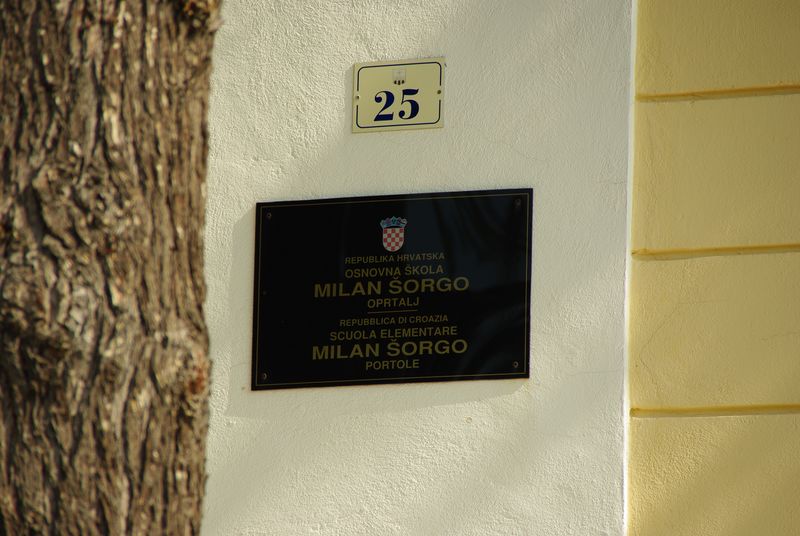 25
REPUBLIKA HRVATSKA
OSNOVNA ŠKOLA
MILAN ŠORGO
OPRTALJ
REPUBBLICA DI CROAZIA
SCUOLA ELEMENTARE
MILAN ŠORGO
PORTOLE